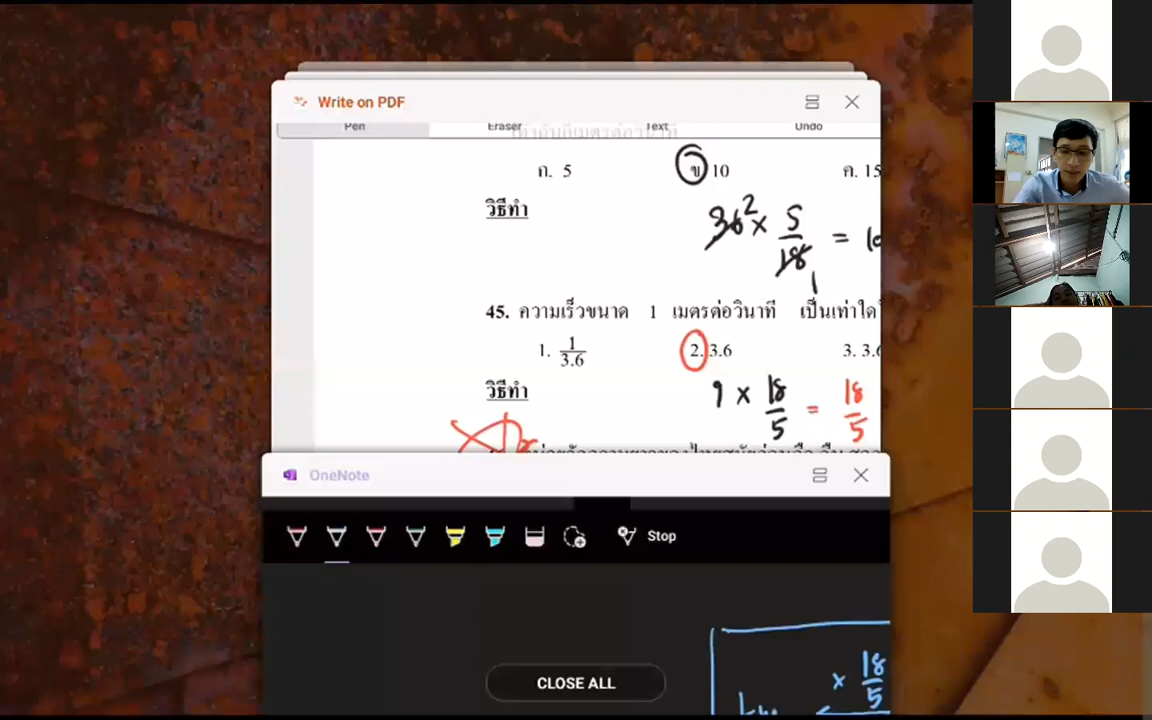 Write on PDF
Pen Eraser Text Undo
ก. 5 ข 10 ค. 15
วิธีทำ
36 2 × 5/18 = 10
1
45. ความเร็วขนาด 1 เมตรต่อวินาที เป็นเท่าใด
1. 1/3.6 2. 3.6 3. 3.6
วิธีทำ
1 × 18/5 = 18/5
OneNote
Stop
× 18/5
CLOSE ALL